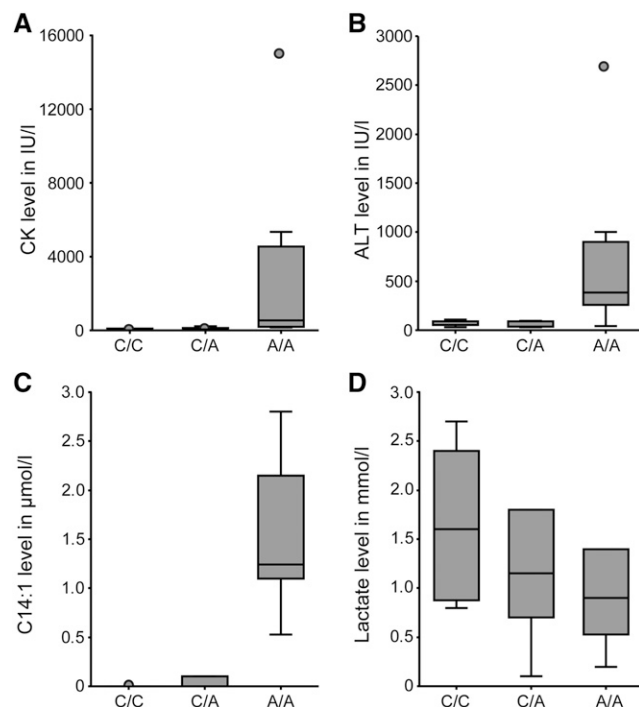 A
CK level in IU/l
16000
12000
8000
4000
0
C/C C/A A/A
B
ALT level in IU/l
3000
2500
2000
1500
1000
500
0
C/C C/A A/A
C
C14:1 level in µmol/l
3.0
2.5
2.0
1.5
1.0
0.5
0
C/C C/A A/A
D
Lactate level in mmol/l
3.0
2.5
2.0
1.5
1.0
0.5
0
C/C C/A A/A